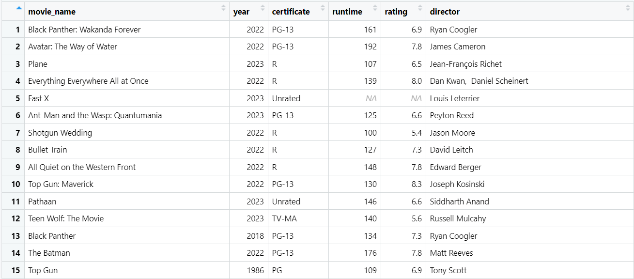 movie_name year certificate runtime rating director
1 Black Panther: Wakanda Forever 2022 PG-13 161 6.9 Ryan Coogler
2 Avatar: The Way of Water 2022 PG-13 192 7.8 James Cameron
3 Plane 2023 R 107 6.5 Jean-François Richet
4 Everything Everywhere All at Once 2022 R 139 8.0 Dan Kwan, Daniel Scheinert
5 Fast X 2023 Unrated NA NA Louis Leterrier
6 Ant-Man and the Wasp: Quantumania 2023 PG-13 125 6.6 Peyton Reed
7 Shotgun Wedding 2022 R 100 5.4 Jason Moore
8 Bullet Train 2022 R 127 7.3 David Leitch
9 All Quiet on the Western Front 2022 R 148 7.8 Edward Berger
10 Top Gun: Maverick 2022 PG-13 130 8.3 Joseph Kosinski
11 Pathaan 2023 Unrated 146 6.6 Siddharth Anand
12 Teen Wolf: The Movie 2023 TV-MA 140 5.6 Russell Mulcahy
13 Black Panther 2018 PG-13 134 7.3 Ryan Coogler
14 The Batman 2022 PG-13 176 7.8 Matt Reeves
15 Top Gun 1986 PG 109 6.9 Tony Scott